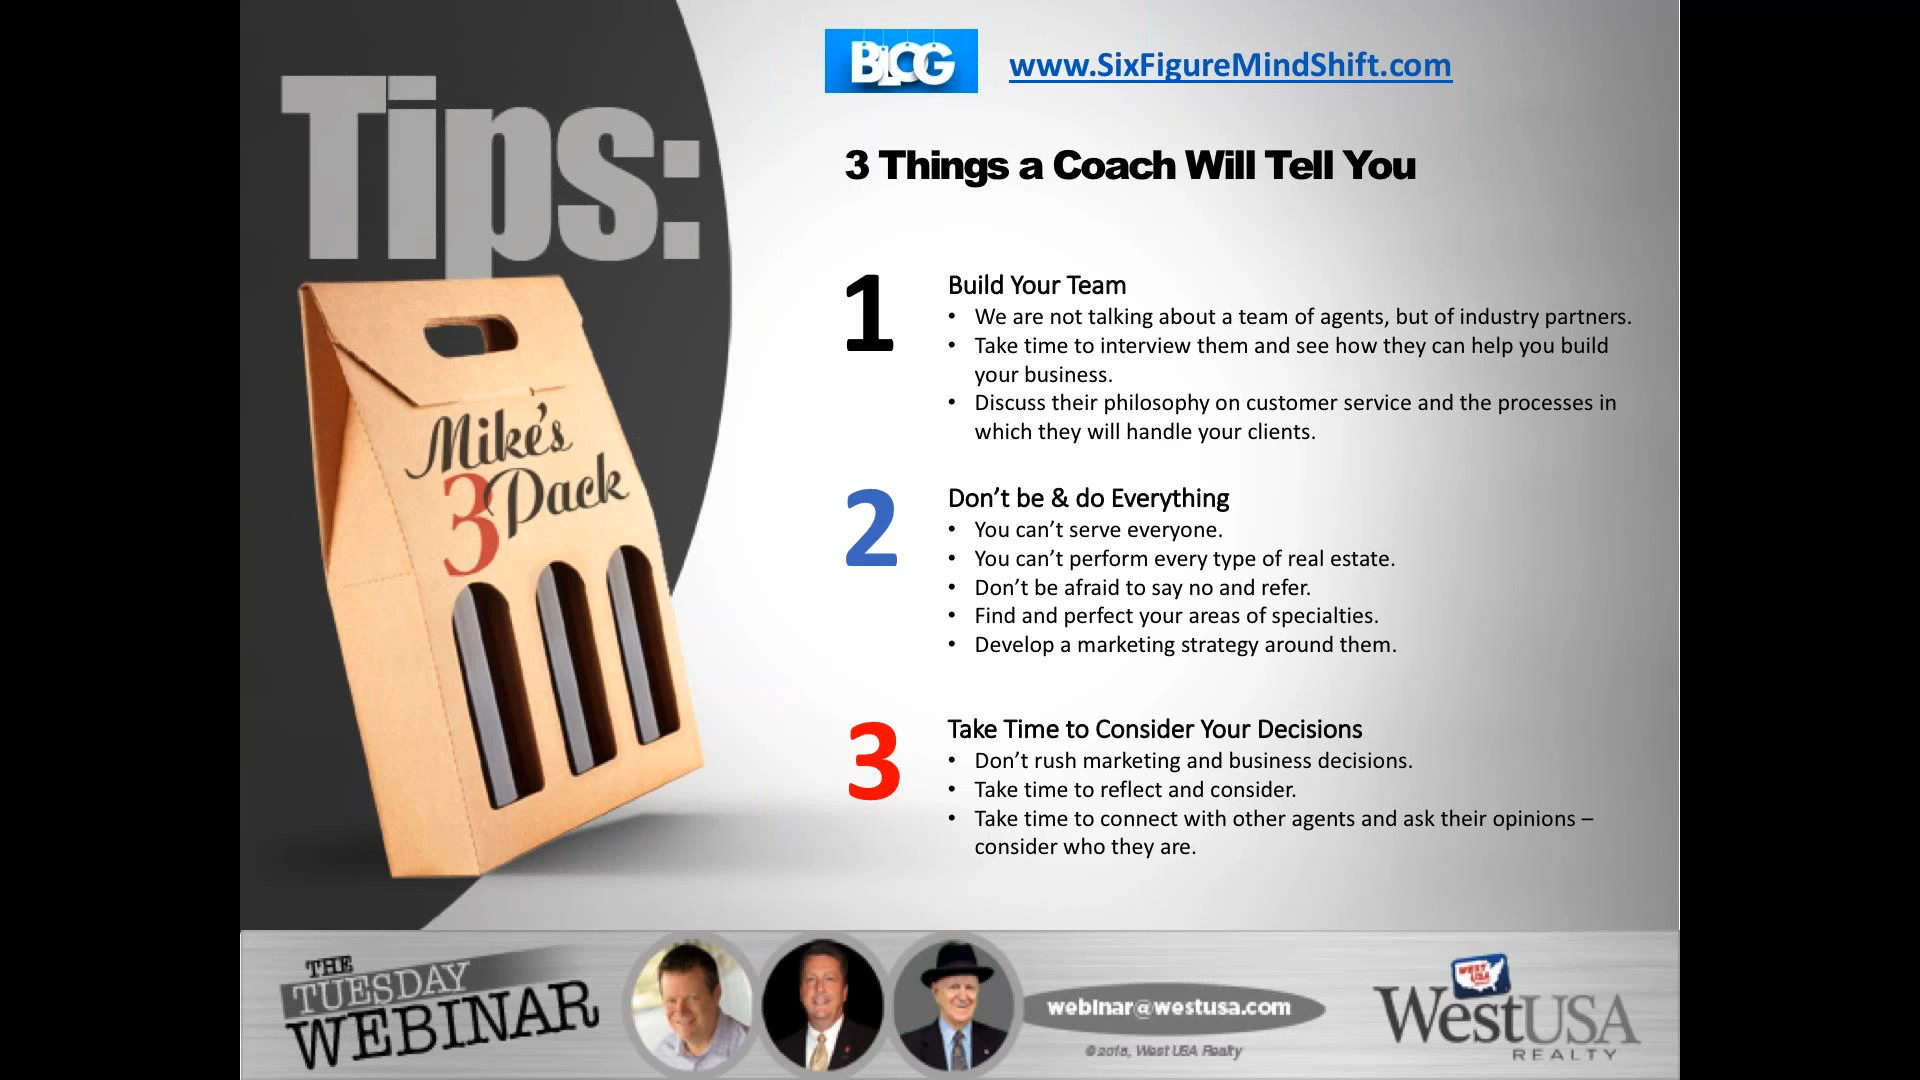 Tips:
Mike's
3 Pack
BLOG
www.SixFigureMindShift.com
3 Things a Coach Will Tell You
1
Build Your Team
• We are not talking about a team of agents, but of industry partners.
• Take time to interview them and see how they can help you build
your business.
• Discuss their philosophy on customer service and the processes in
which they will handle your clients.
2
Don’t be & do Everything
• You can’t serve everyone.
• You can’t perform every type of real estate.
• Don’t be afraid to say no and refer.
• Find and perfect your areas of specialties.
• Develop a marketing strategy around them.
3
Take Time to Consider Your Decisions
• Don’t rush marketing and business decisions.
• Take time to reflect and consider.
• Take time to connect with other agents and ask their opinions –
consider who they are.
THE
TUESDAY
WEBINAR
webinar@westusa.com
West USA Realty
WEST
USA
WestUSA
REALTY